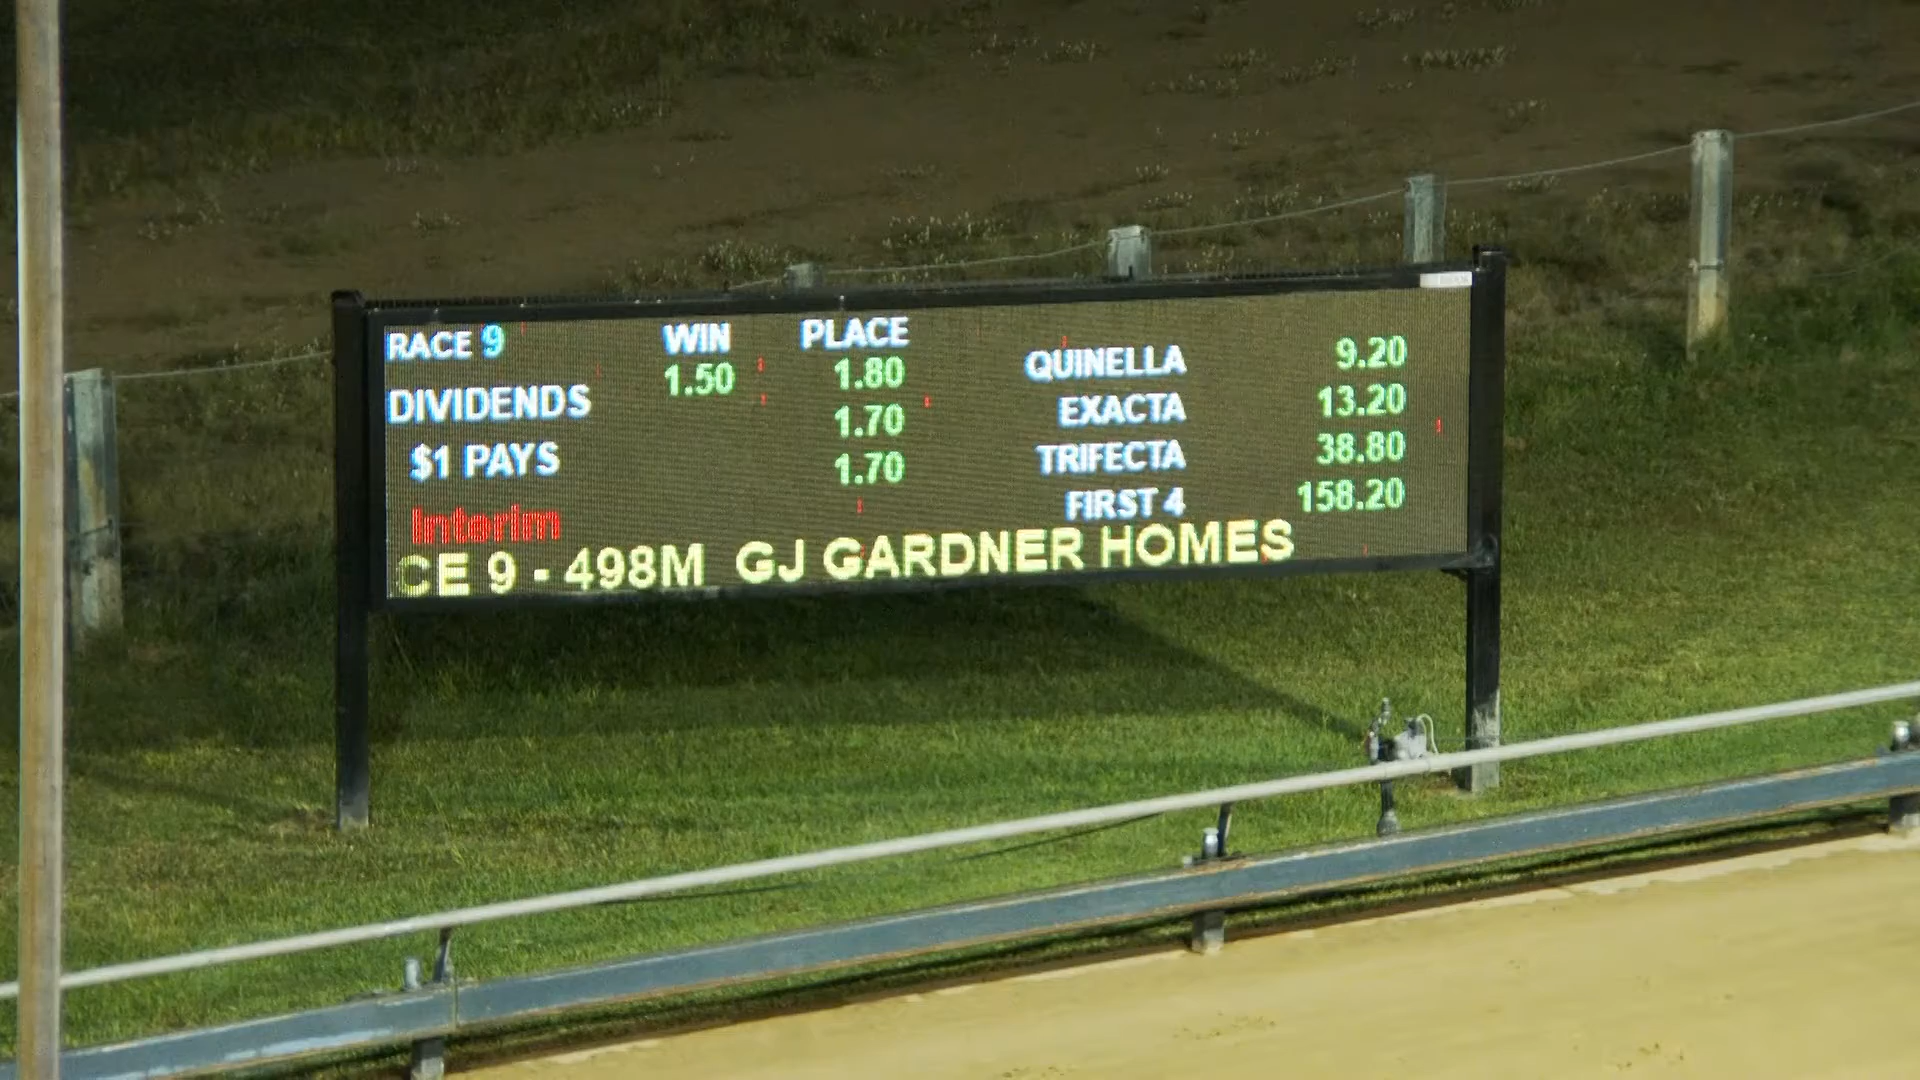 RACE 9 WIN PLACE
DIVIDENDS 1.50 1.80
$1 PAYS 1.70
1.70
Interim
QUINELLA 9.20
EXACTA 13.20
TRIFECTA 38.80
FIRST 4 158.20
CE 9 - 498M GJ GARDNER HOMES